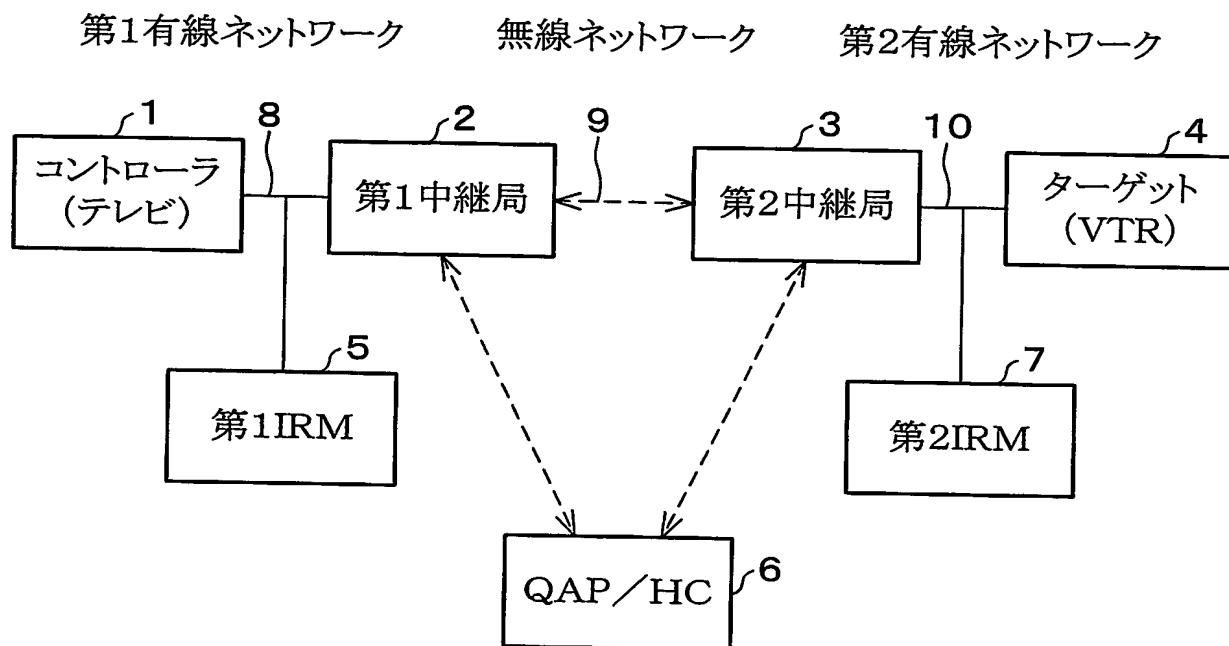 第1有線ネットワーク
無線ネットワーク
第2有線ネットワーク
1
8
2
9
3
10
4
コントローラ
(テレビ)
第1中継局
第2中継局
ターゲット
(VTR)
5
第1IRM
7
第2IRM
6
QAP／HC